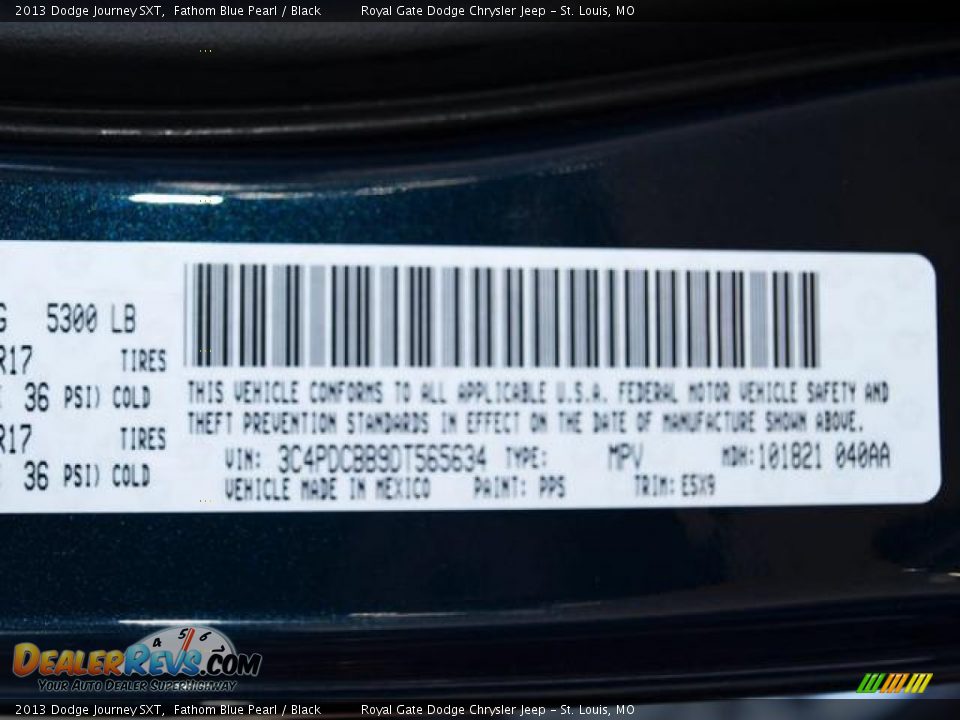 2013 Dodge Journey SXT, Fathom Blue Pearl / Black Royal Gate Dodge Chrysler Jeep - St. Louis, MO
G 5300 LB
R17 TIRES
36 PSI) COLD
R17 TIRES
36 PSI) COLD
THIS VEHICLE CONFORMS TO ALL APPLICABLE U.S.A. FEDERAL MOTOR VEHICLE SAFETY AND
THEFT PREVENTION STANDARDS IN EFFECT ON THE DATE OF MANUFACTURE SHOWN ABOVE.
VIN: 3C4PDCBB9DT565634 TYPE: MPV MDH:101821 040AA
VEHICLE MADE IN MEXICO PAINT: PPS TRIM: E5X9
4 5 6 7
DEALERREVS.COM
YOUR AUTO DEALER SUPERHIGHWAY
2013 Dodge Journey SXT, Fathom Blue Pearl / Black Royal Gate Dodge Chrysler Jeep - St. Louis, MO